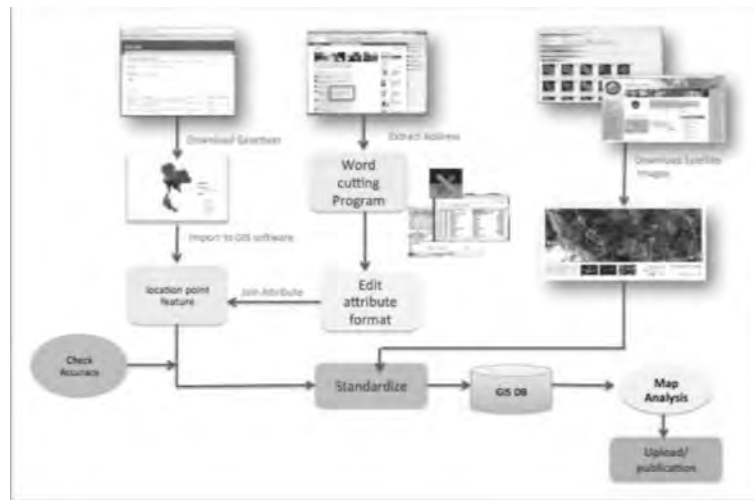 Download Gazetteer
Extract Address
Download Satellite
Images
Word
cutting
Program
Import to GIS software
location point
feature
Join Attribute
Edit
attribute
format
Check
Accurace
Standardize
GIS DB
Map
Analysis
Upload/
publication